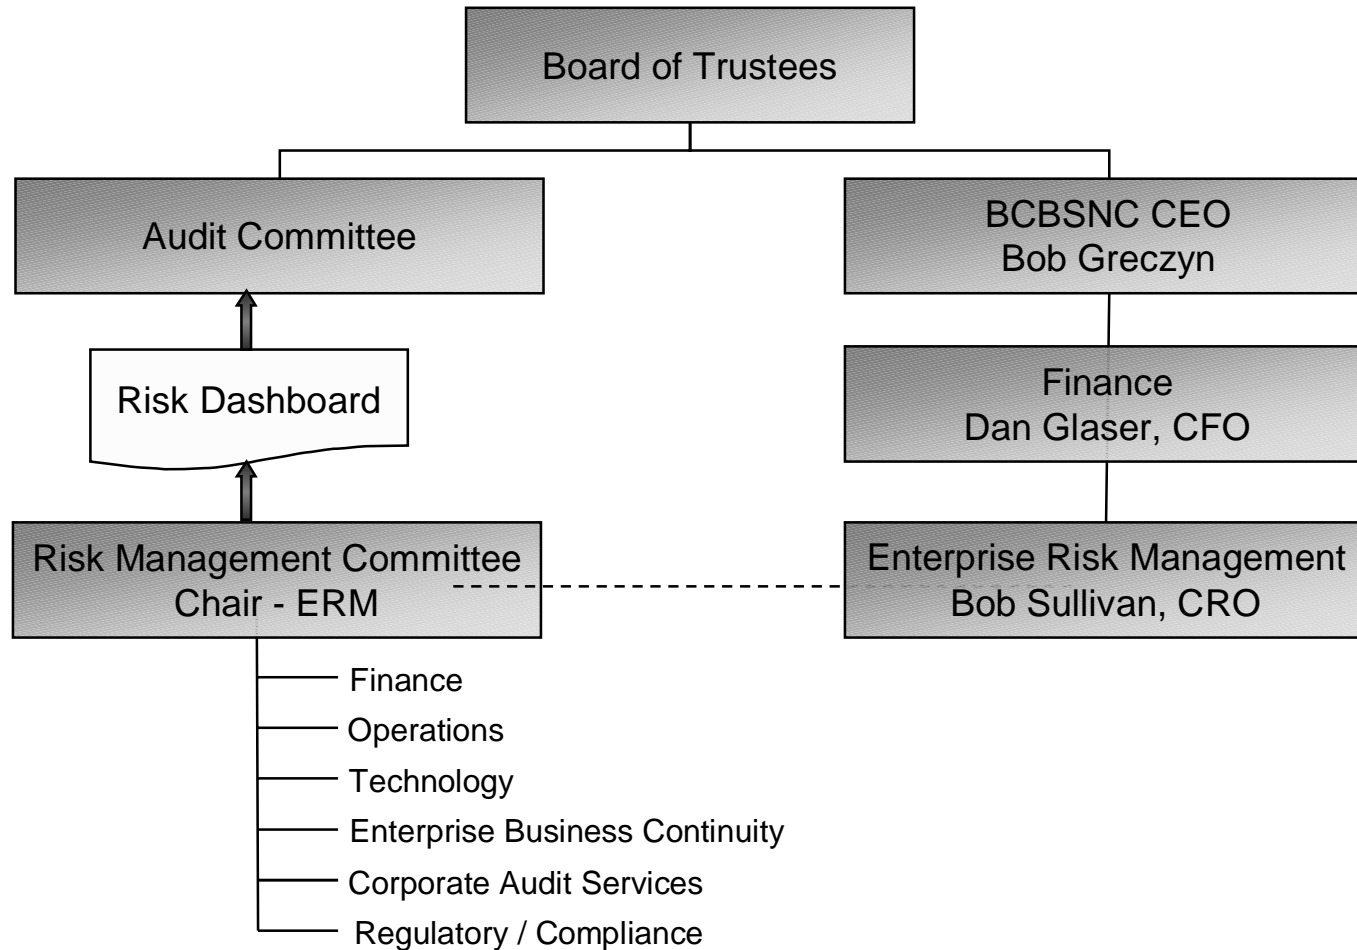 Board of Trustees
Audit Committee
BCBSNC CEO
Bob Greczyn
Risk Dashboard
Finance
Dan Glaser, CFO
Risk Management Committee
Chair - ERM
Enterprise Risk Management
Bob Sullivan, CRO
Finance
Operations
Technology
Enterprise Business Continuity
Corporate Audit Services
Regulatory / Compliance